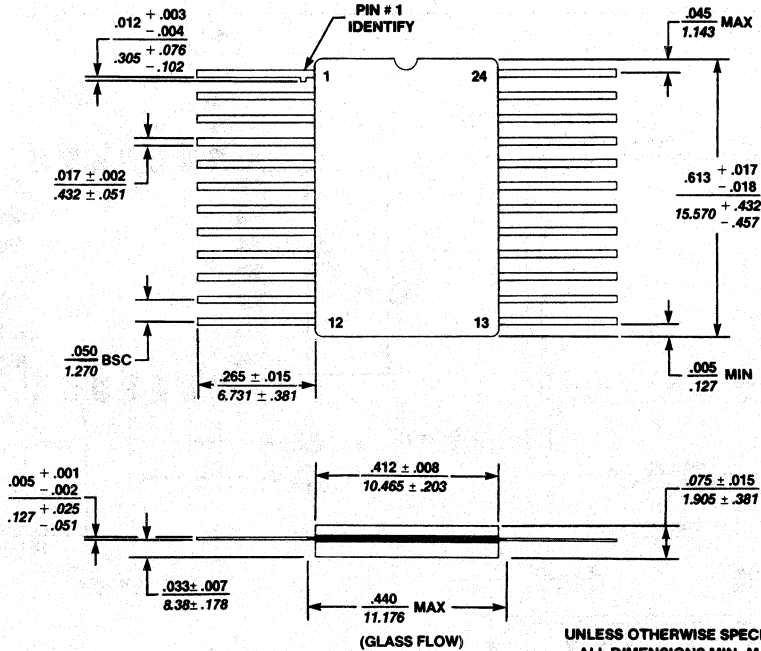 PIN # 1
IDENTIFY
.012 + .003 - .004
.305 + .076 - .102
.045 MAX
1.143
1
24
.017 ± .002
.432 ± .051
.613 + .017 - .018
15.570 + .432 - .457
12
13
.050 BSC
1.270
.265 ± .015
6.731 ± .381
.005 MIN
.127
.412 ± .008
10.465 ± .203
.005 + .001 - .002
.127 + .025 - .051
.075 ± .015
1.905 ± .381
.033± .007
8.38± .178
.440 MAX
11.176
(GLASS FLOW)
UNLESS OTHERWISE SPECI